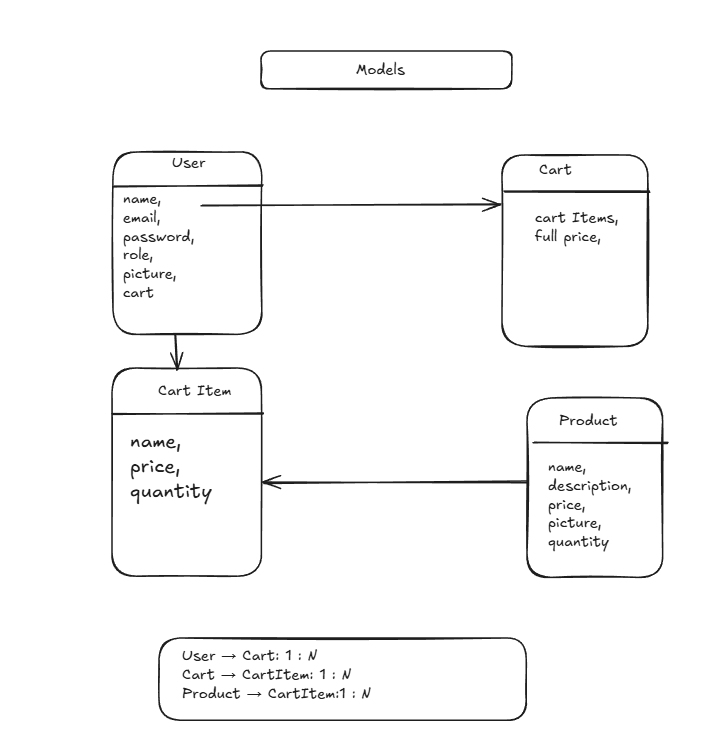 Models
User
name,
email,
password,
role,
picture,
cart
Cart
cart Items,
full price,
Cart Item
name,
price,
quantity
Product
name,
description,
price,
picture,
quantity
User → Cart: 1 : N
Cart → CartItem: 1 : N
Product → CartItem:1 : N